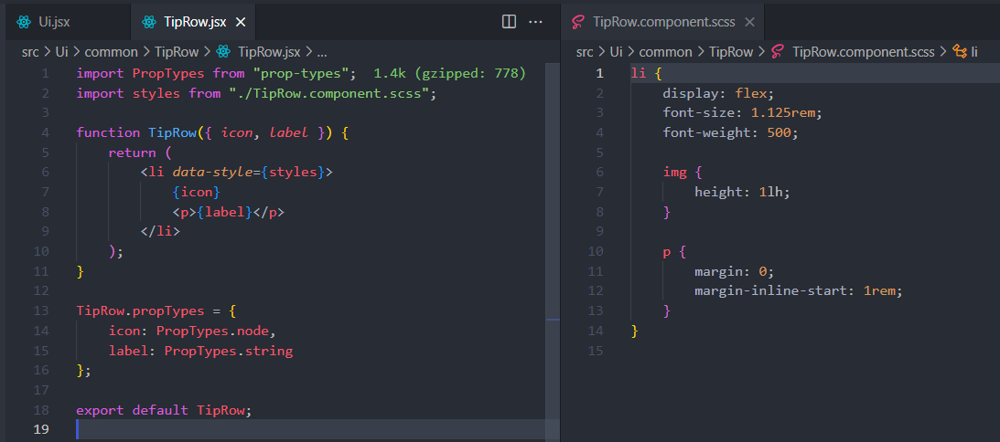 Ui.jsx
TipRow.jsx
src > Ui > common > TipRow > TipRow.jsx > ...
1 import PropTypes from "prop-types";  1.4k (gzipped: 778)
2 import styles from "./TipRow.component.scss";
3
4 function TipRow({ icon, label }) {
5     return (
6         <li data-style={styles}>
7             {icon}
8             <p>{label}</p>
9         </li>
10     );
11 }
12
13 TipRow.propTypes = {
14     icon: PropTypes.node,
15     label: PropTypes.string
16 };
17
18 export default TipRow;
19
TipRow.component.scss
src > Ui > common > TipRow > TipRow.component.scss > li
1 li {
2     display: flex;
3     font-size: 1.125rem;
4     font-weight: 500;
5
6     img {
7         height: 1lh;
8     }
9
10     p {
11         margin: 0;
12         margin-inline-start: 1rem;
13     }
14 }
15